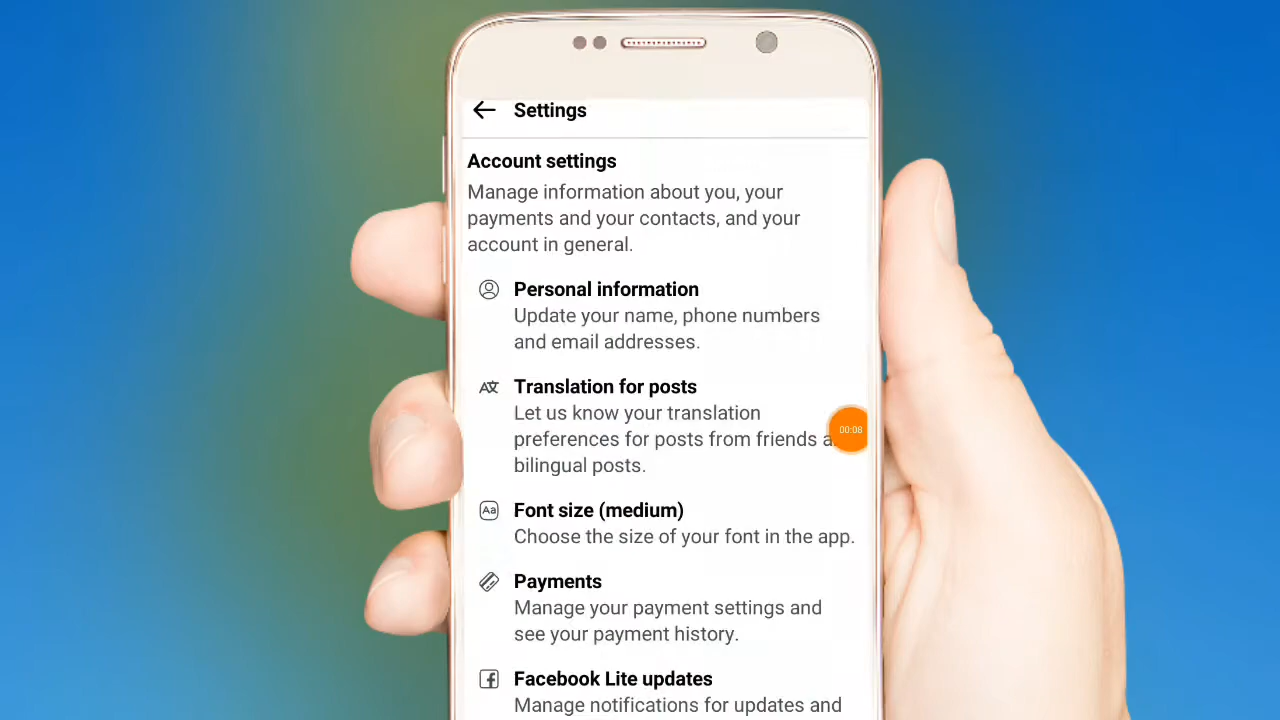 Settings
Account settings
Manage information about you, your
payments and your contacts, and your
account in general.
Personal information
Update your name, phone numbers
and email addresses.
Translation for posts
Let us know your translation
preferences for posts from friends a
00:08
bilingual posts.
Aa
Font size (medium)
Choose the size of your font in the app.
Payments
Manage your payment settings and
see your payment history.
Facebook Lite updates
Manage notifications for updates and